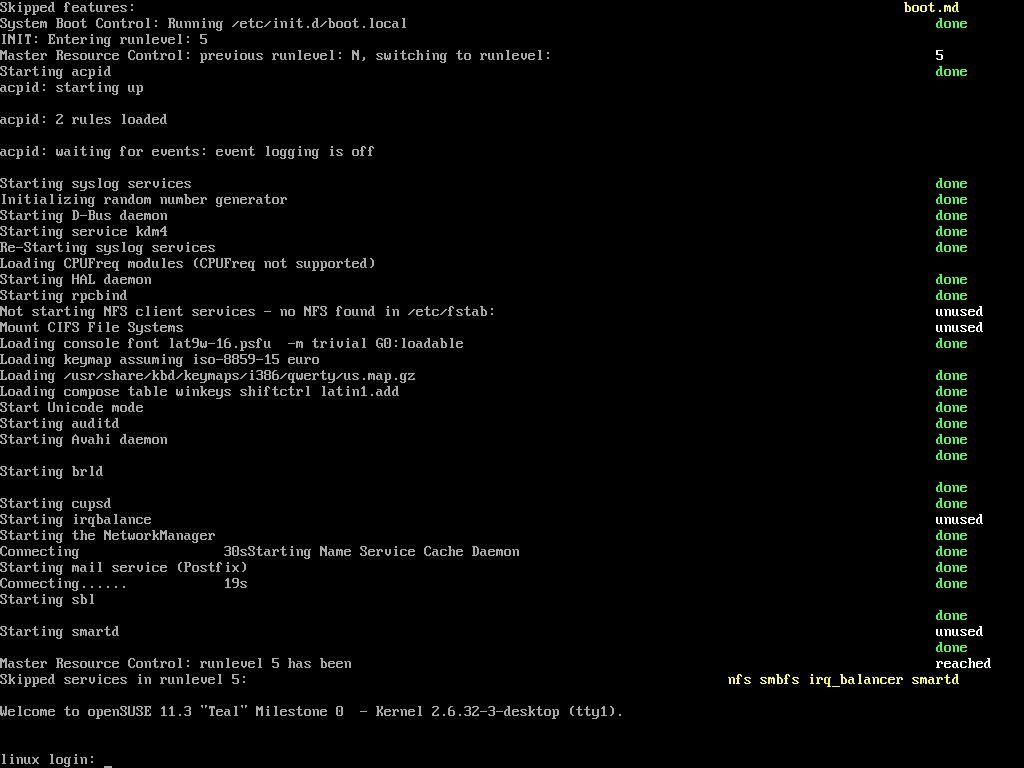 Skipped features: boot.md
System Boot Control: Running /etc/init.d/boot.local done
INIT: Entering runlevel: 5
Master Resource Control: previous runlevel: N, switching to runlevel: 5
Starting acpid done
acpid: starting up
acpid: 2 rules loaded
acpid: waiting for events: event logging is off
Starting syslog services done
Initializing random number generator done
Starting D-Bus daemon done
Starting service kdm4 done
Re-Starting syslog services done
Loading CPUFreq modules (CPUFreq not supported)
Starting HAL daemon done
Starting rpcbind done
Not starting NFS client services - no NFS found in /etc/fstab: unused
Mount CIFS File Systems unused
Loading console font lat9w-16.psfu  -m trivial G0:loadable done
Loading keymap assuming iso-8859-15 euro
Loading /usr/share/kbd/keymaps/i386/qwerty/us.map.gz done
Loading compose table winkeys shiftctrl latin1.add done
Start Unicode mode done
Starting auditd done
Starting Avahi daemon done
done
Starting brld
done
Starting cupsd done
Starting irqbalance unused
Starting the NetworkManager done
Connecting 30sStarting Name Service Cache Daemon done
Starting mail service (Postfix) done
Connecting...... 19s done
Starting sbl
done
Starting smartd unused
done
Master Resource Control: runlevel 5 has been reached
Skipped services in runlevel 5: nfs smbfs irq_balancer smartd
Welcome to openSUSE 11.3 "Teal" Milestone 0  - Kernel 2.6.32-3-desktop (tty1).
linux login: _